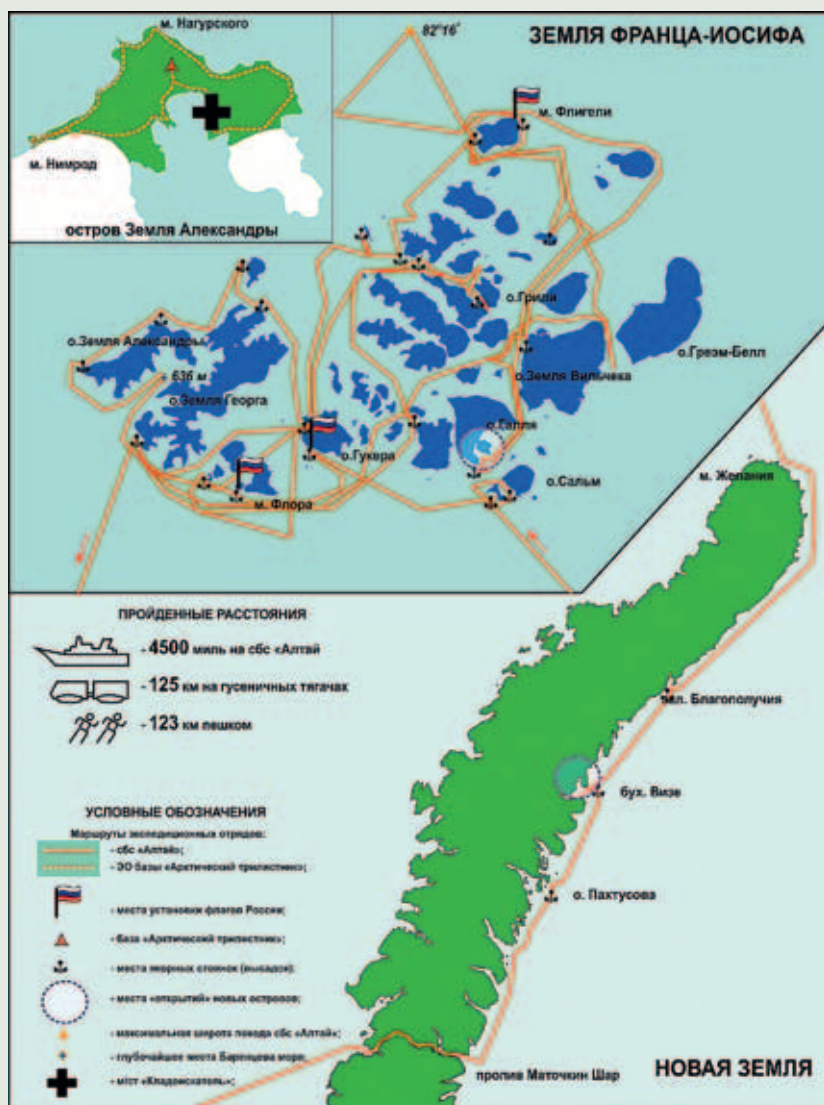 м. Нагурского
82°16'
ЗЕМЛЯ ФРАНЦА-ИОСИФА
м. Флигели
м. Нимрод
остров Земля Александры
о.Грили
о.Земля Александры
о.Греэм-Белл
+ 636 м
о.Земля Вильчека
о.Земля Георга
о.Галля
о.Гукера
о.Сальм
м. Флора
м. Желания
ПРОЙДЕННЫЕ РАССТОЯНИЯ
- 4500 миль на сбс «Алтай
- 125 км на гусеничных тягачах
- 123 км пешком
зал. Благополучия
бух. Визе
УСЛОВНЫЕ ОБОЗНАЧЕНИЯ
Маршруты экспедиционных отрядов:
- сбс «Алтай»;
- ЭО базы «Арктический трилистник»;
о. Пахтусова
- места установки флагов России;
- база «Арктический трилистник»;
- места якорных стоянок (высадок);
- места «открытий» новых островов;
- максимальная широта похода сбс «Алтай»;
- глубочайшее место Баренцева моря;
- міст «Кладоискатель»;
пролив Маточкин Шар
НОВАЯ ЗЕМЛЯ